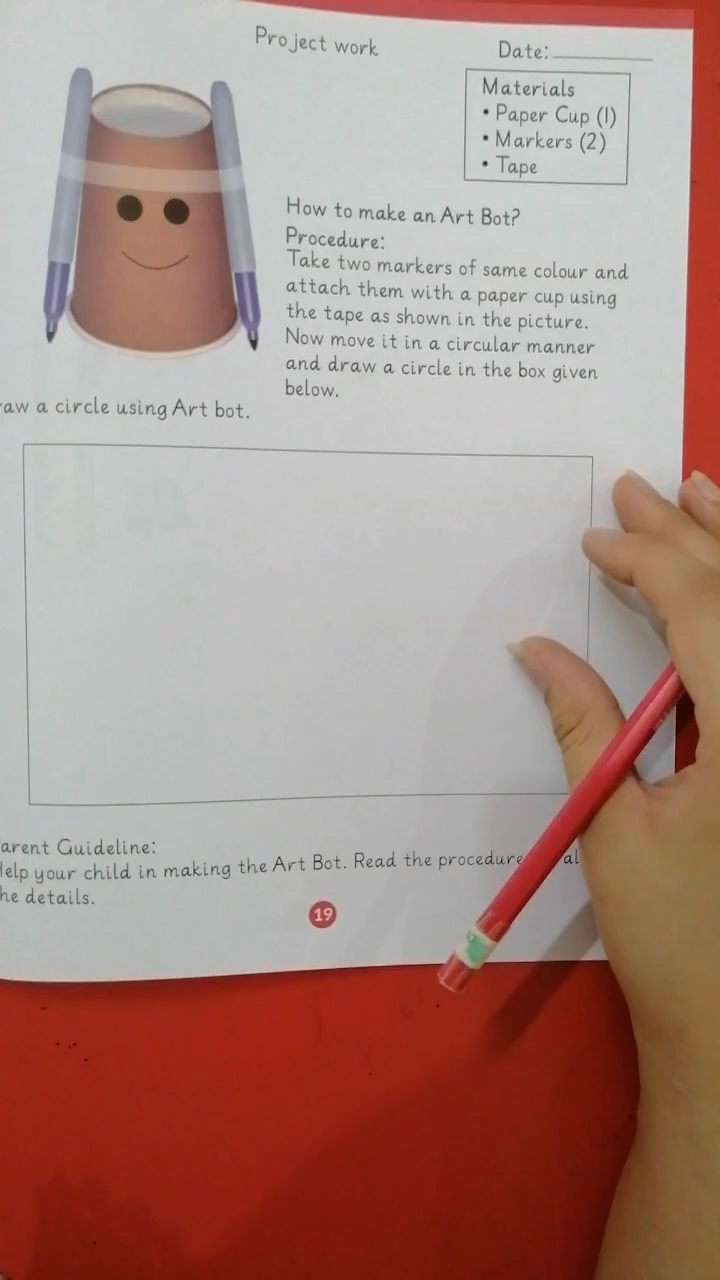 Project work
Date:
Materials
• Paper Cup (1)
• Markers (2)
• Tape
How to make an Art Bot?
Procedure:
Take two markers of same colour and
attach them with a paper cup using
the tape as shown in the picture.
Now move it in a circular manner
and draw a circle in the box given
below.
raw a circle using Art bot.
arent Guideline:
Help your child in making the Art Bot. Read the procedure al
he details.
19